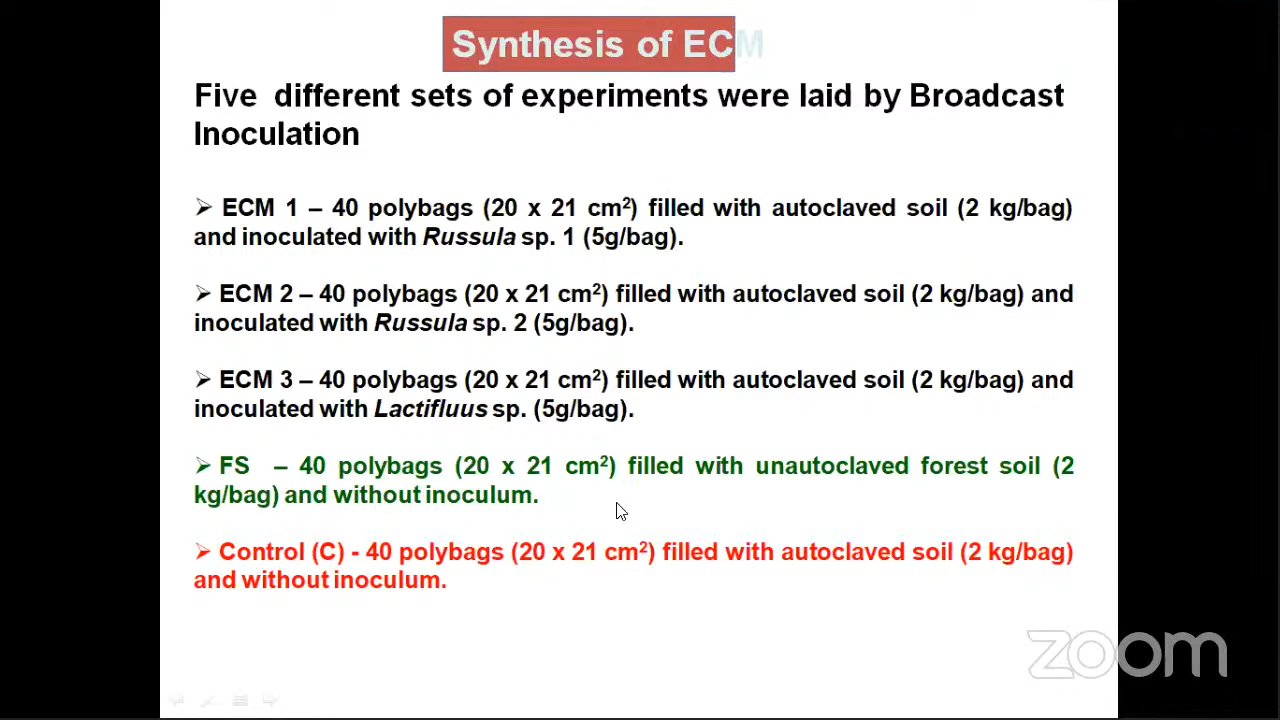 Synthesis of ECM
Five different sets of experiments were laid by Broadcast
Inoculation
➢ ECM 1 – 40 polybags (20 x 21 cm²) filled with autoclaved soil (2 kg/bag)
and inoculated with Russula sp. 1 (5g/bag).
➢ ECM 2 – 40 polybags (20 x 21 cm²) filled with autoclaved soil (2 kg/bag) and
inoculated with Russula sp. 2 (5g/bag).
➢ ECM 3 – 40 polybags (20 x 21 cm²) filled with autoclaved soil (2 kg/bag) and
inoculated with Lactifluus sp. (5g/bag).
➢ FS – 40 polybags (20 x 21 cm²) filled with unautoclaved forest soil (2
kg/bag) and without inoculum.
➢ Control (C) - 40 polybags (20 x 21 cm²) filled with autoclaved soil (2 kg/bag)
and without inoculum.
zoom